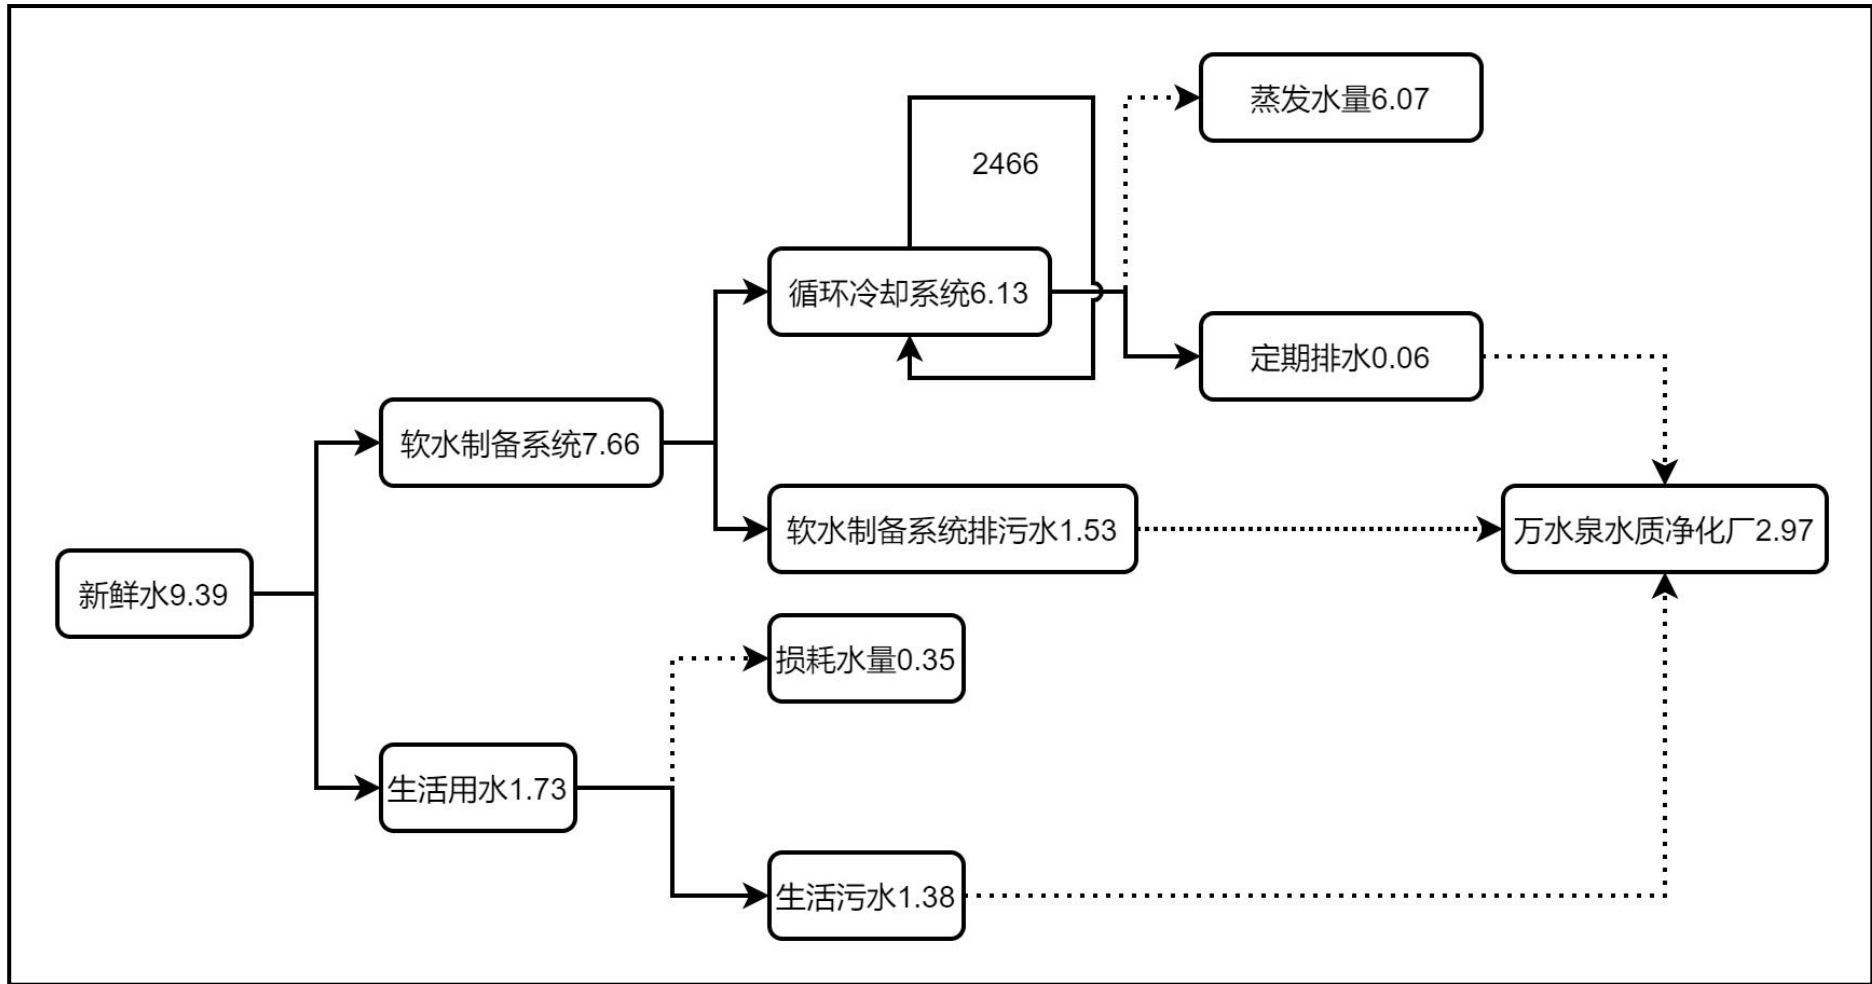 蒸发水量6.07
2466
循环冷却系统6.13
定期排水0.06
软水制备系统7.66
软水制备系统排污水1.53
万水泉水质净化厂2.97
新鲜水9.39
损耗水量0.35
生活用水1.73
生活污水1.38